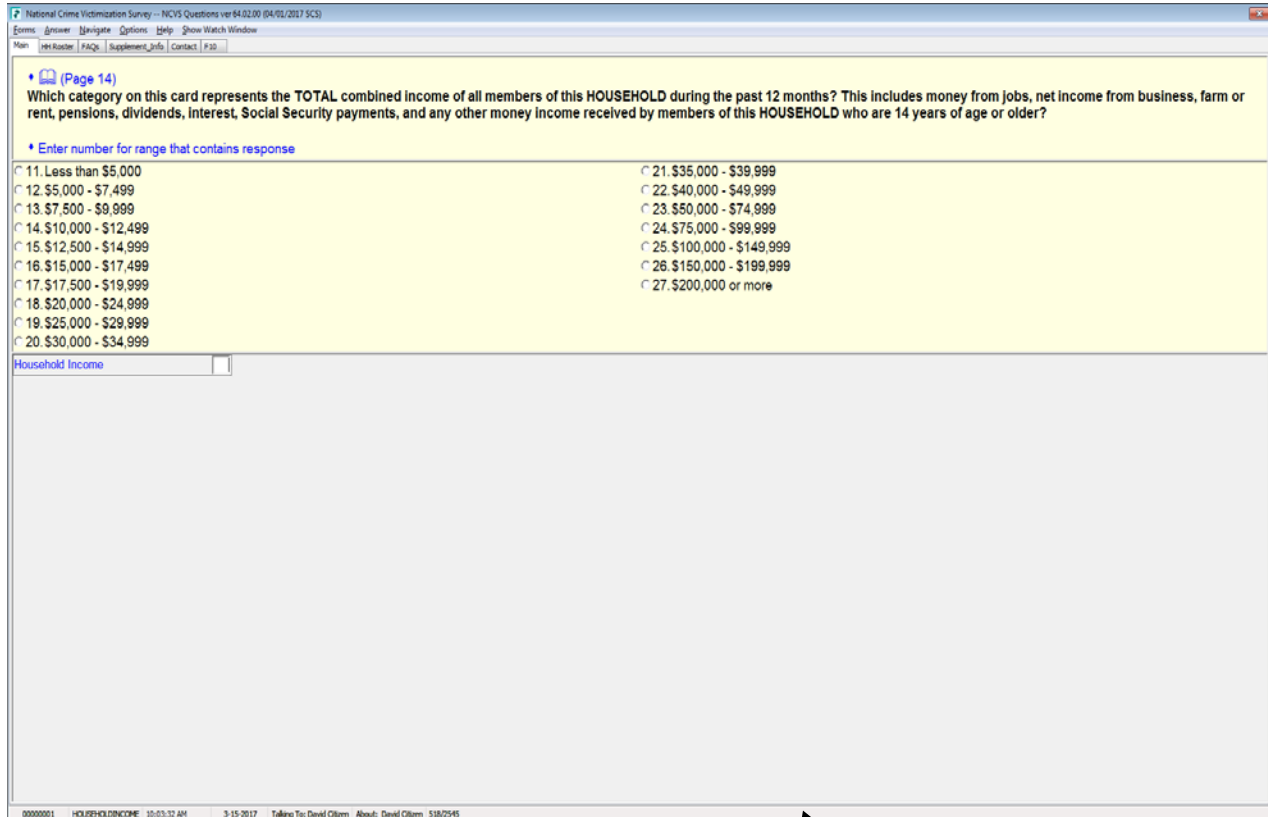 National Crime Victimization Survey -- NCVS Questions ver 64.02.00 (04/01/2017 SCS)
Forms Answer Navigate Options Help Show Watch Window
Main HH Roster FAQs Supplement_Info Contact F10
(Page 14)
Which category on this card represents the TOTAL combined income of all members of this HOUSEHOLD during the past 12 months? This includes money from jobs, net income from business, farm or
rent, pensions, dividends, interest, Social Security payments, and any other money income received by members of this HOUSEHOLD who are 14 years of age or older?
Enter number for range that contains response
11. Less than $5,000
12. $5,000 - $7,499
13. $7,500 - $9,999
14. $10,000 - $12,499
15. $12,500 - $14,999
16. $15,000 - $17,499
17. $17,500 - $19,999
18. $20,000 - $24,999
19. $25,000 - $29,999
20. $30,000 - $34,999
21. $35,000 - $39,999
22. $40,000 - $49,999
23. $50,000 - $74,999
24. $75,000 - $99,999
25. $100,000 - $149,999
26. $150,000 - $199,999
27. $200,000 or more
Household Income
00000001 HOUSEHOLDINCOME 10:03:32 AM 3-15-2017 Talking To: David Citizen About: David Citizen 518/2545